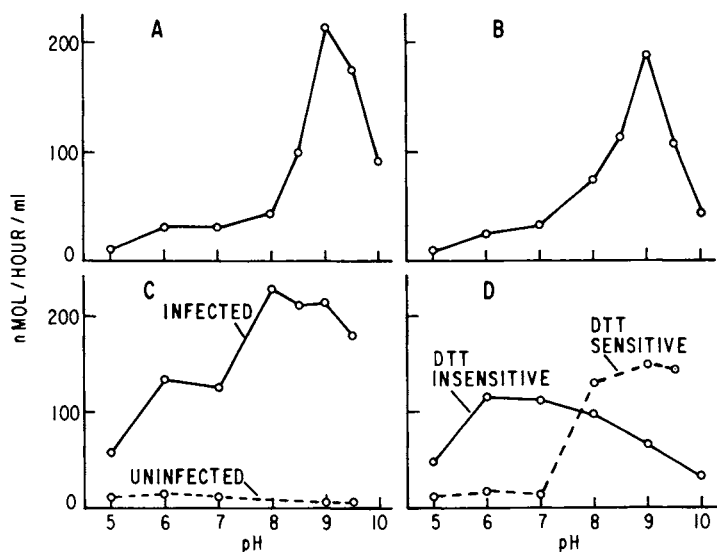 A
B
200
100
0
nMOL/HOUR/ml
C
INFECTED
UNINFECTED
D
DTT
SENSITIVE
DTT
INSENSITIVE
200
100
0
5 6 7 8 9 10
pH
5 6 7 8 9 10
pH